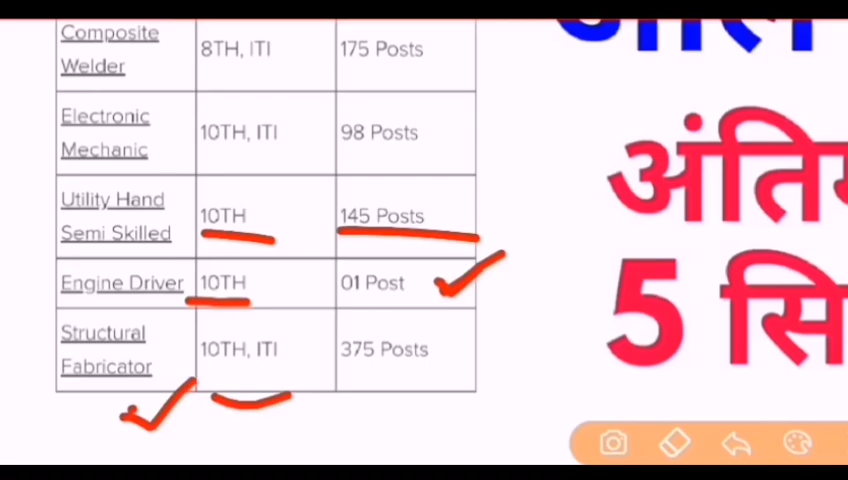 Composite
Welder
8TH, ITI
175 Posts
Electronic
Mechanic
10TH, ITI
98 Posts
Utility Hand
Semi Skilled
10TH
145 Posts
Engine Driver
10TH
01 Post
Structural
Fabricator
10TH, ITI
375 Posts
5